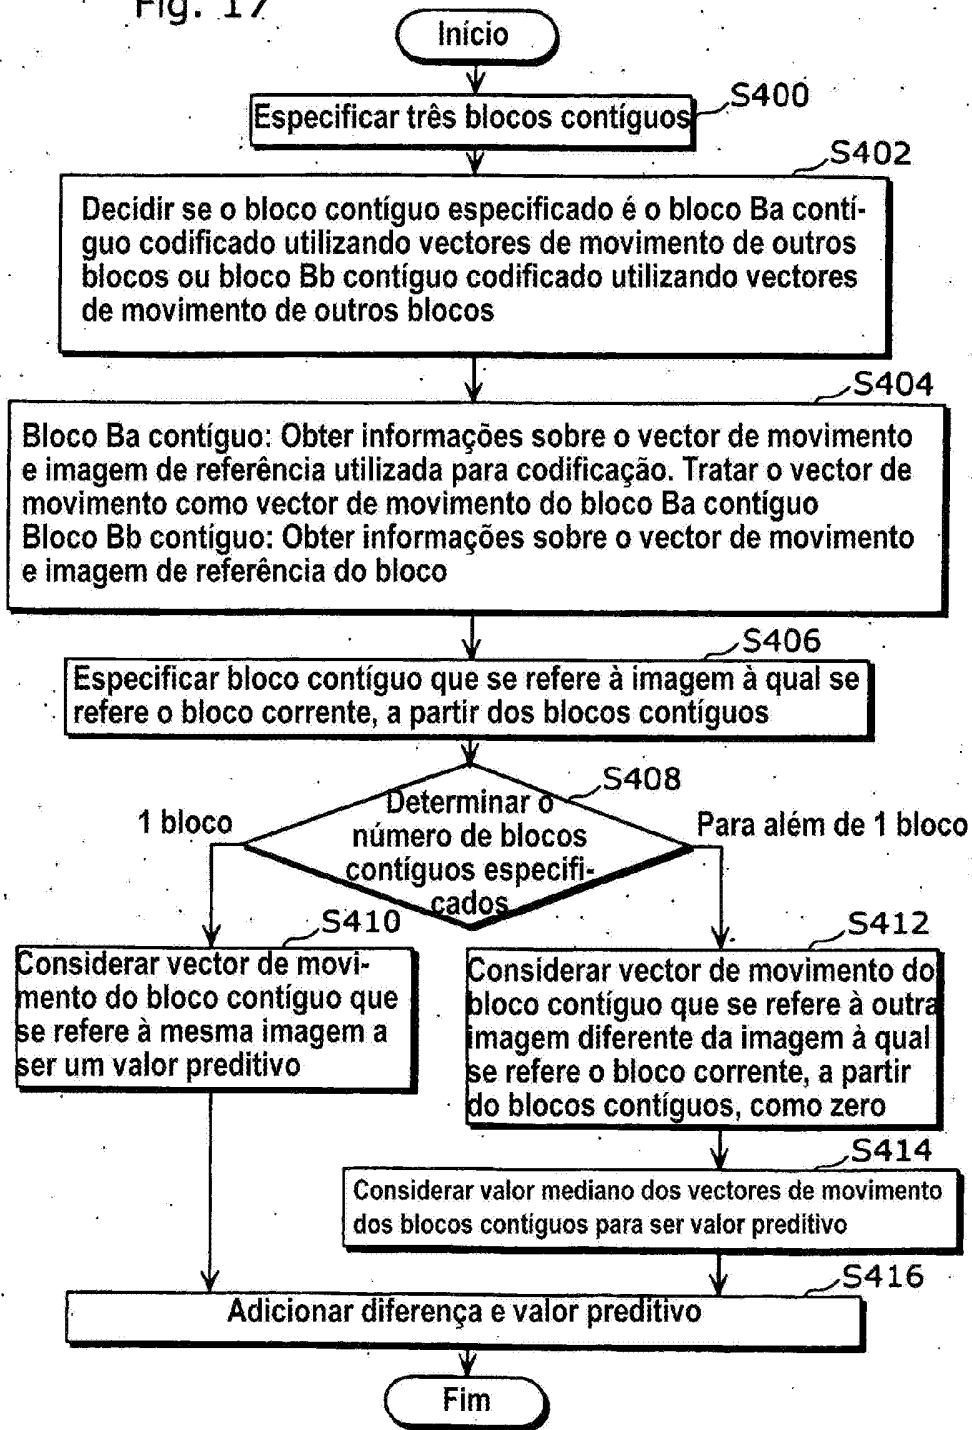 Fig. 17
Início
S400
Especificar três blocos contíguos
S402
Decidir se o bloco contíguo especificado é o bloco Ba contí-
guo codificado utilizando vectores de movimento de outros
blocos ou bloco Bb contíguo codificado utilizando vectores
de movimento de outros blocos
S404
Bloco Ba contíguo: Obter informações sobre o vector de movimento
e imagem de referência utilizada para codificação. Tratar o vector de
movimento como vector de movimento do bloco Ba contíguo
Bloco Bb contíguo: Obter informações sobre o vector de movimento
e imagem de referência do bloco
S406
Especificar bloco contíguo que se refere à imagem à qual se
refere o bloco corrente, a partir dos blocos contíguos
S408
Determinar o
número de blocos
contíguos especifi-
cados
1 bloco
Para além de 1 bloco
S410
Considerar vector de movi-
mento do bloco contíguo que
se refere à mesma imagem a
ser um valor preditivo
S412
Considerar vector de movimento do
bloco contíguo que se refere à outra
imagem diferente da imagem à qual
se refere o bloco corrente, a partir
do blocos contíguos, como zero
S414
Considerar valor mediano dos vectores de movimento
dos blocos contíguos para ser valor preditivo
S416
Adicionar diferença e valor preditivo
Fim